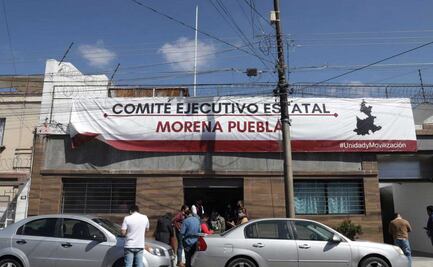 COMITÉ EJECUTIVO ESTATAL
MORENA PUEBLA
#UnidadyMovilización